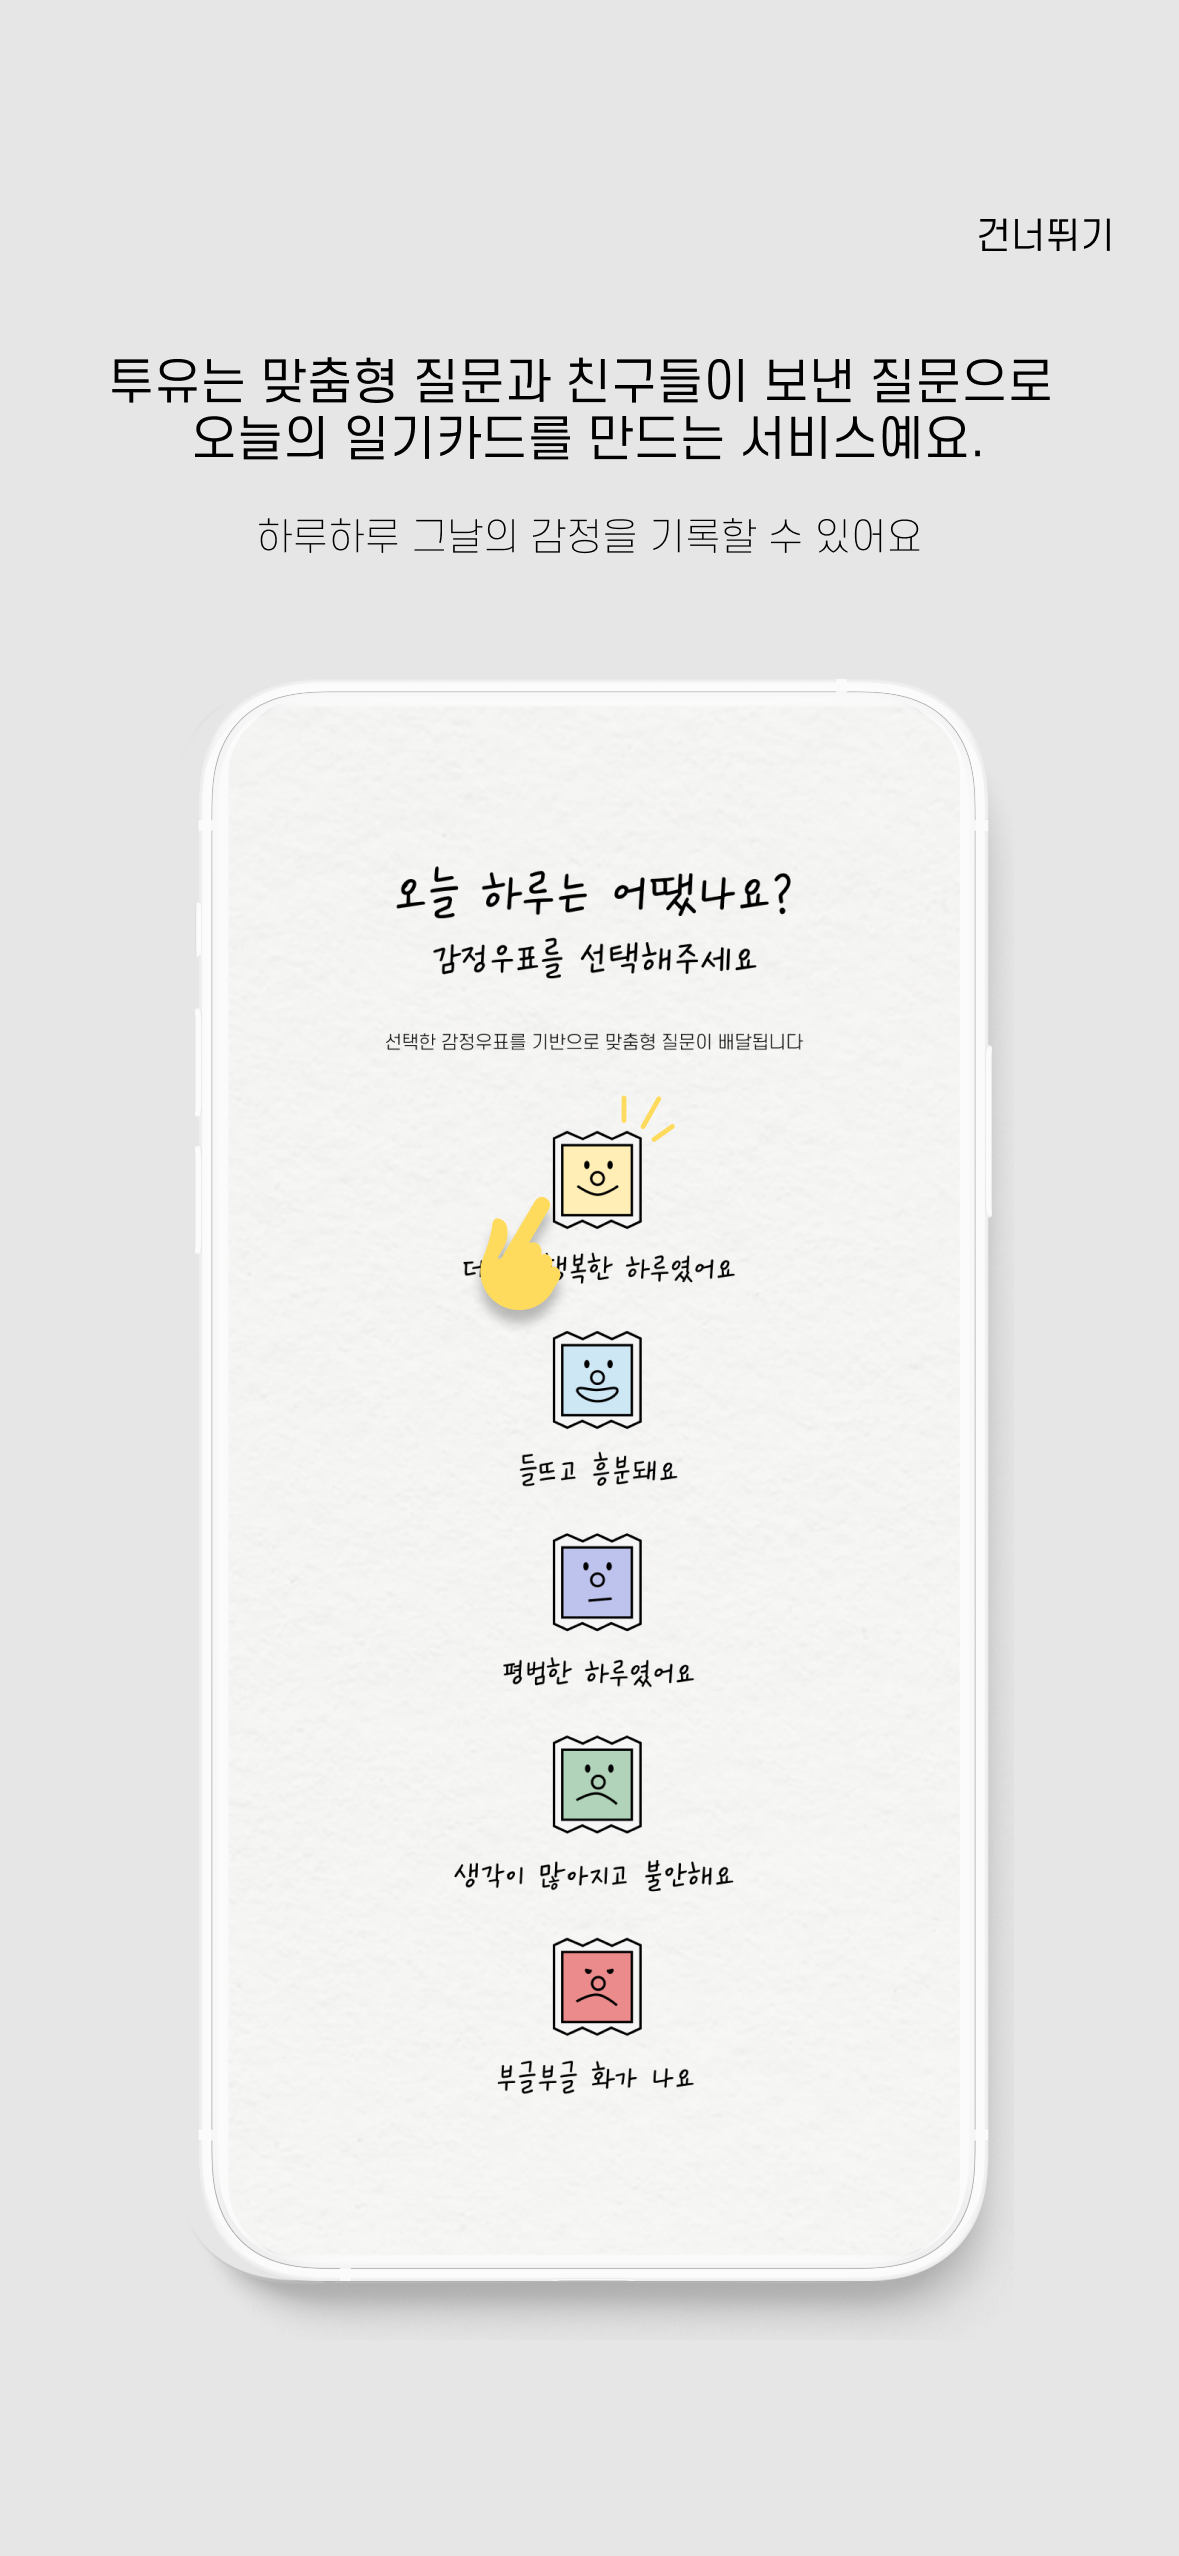 건너뛰기
투유는 맞춤형 질문과 친구들이 보낸 질문으로
오늘의 일기카드를 만드는 서비스예요.
하루하루 그날의 감정을 기록할 수 있어요
오늘 하루는 어땠나요?
감정우표를 선택해주세요
선택한 감정우표를 기반으로 맞춤형 질문이 배달됩니다
하루였어요
들뜨고 흥분돼요
평범한 하루였어요
생각이 많아지고 불안해요
부글부글 화가 나요